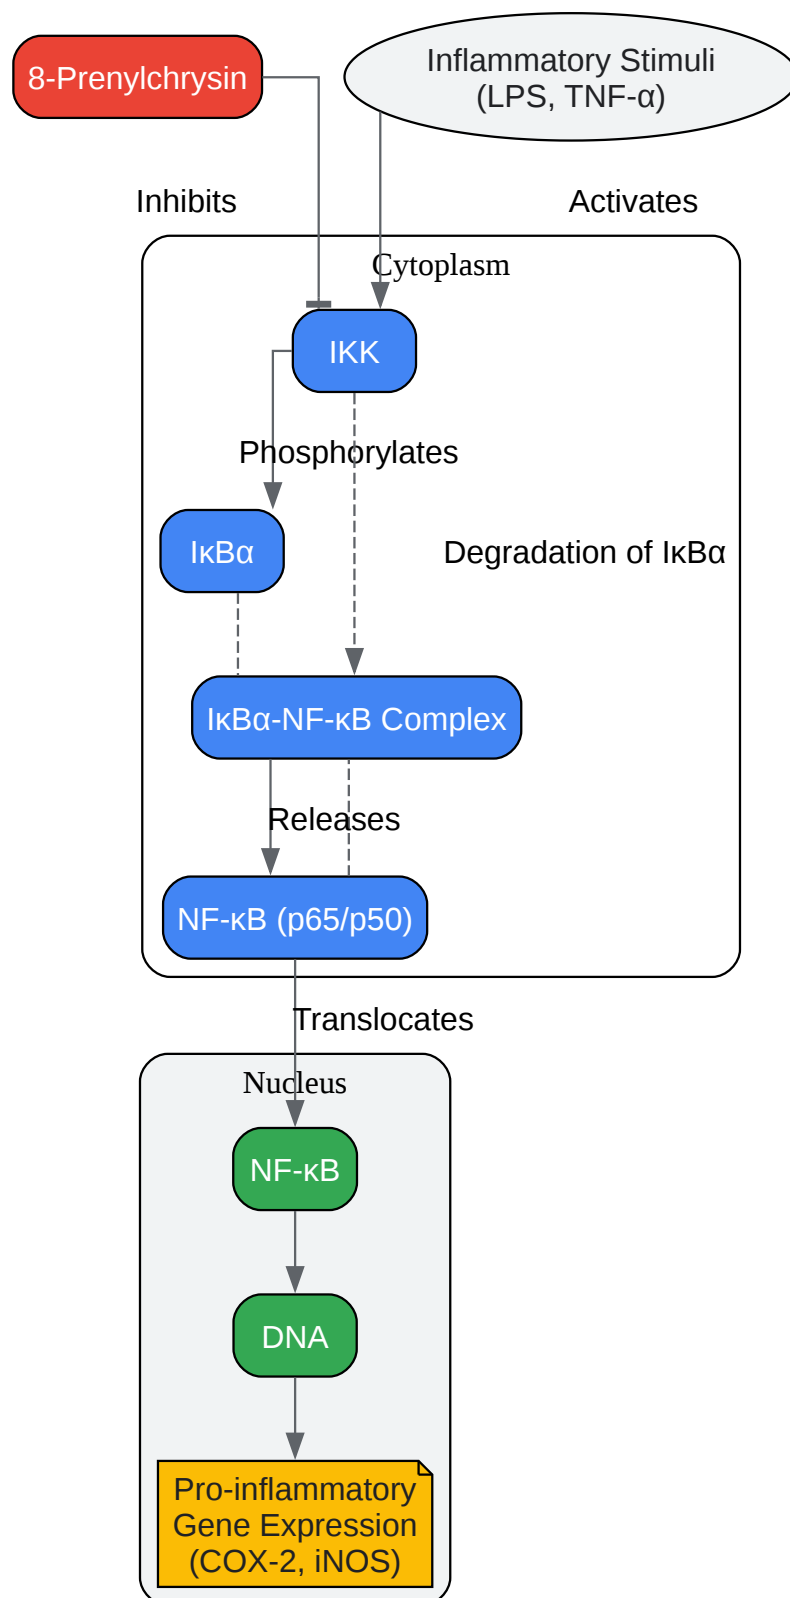 8-Prenylchrysin
Inflammatory Stimuli
(LPS, TNF-α)
Inhibits
Activates
Cytoplasm
IKK
Phosphorylates
IκBα
Degradation of IκBα
IκBα-NF-κB Complex
Releases
NF-κB (p65/p50)
Translocates
Nucleus
NF-κB
DNA
Pro-inflammatory
Gene Expression
(COX-2, iNOS)